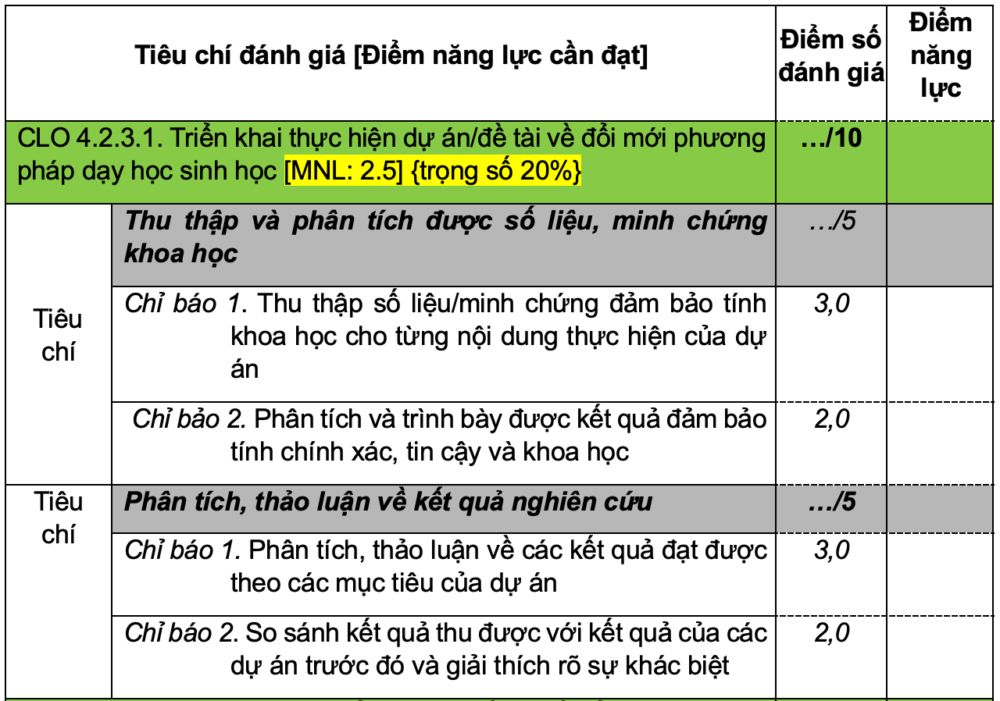 Tiêu chí đánh giá [Điểm năng lực cần đạt]
Điểm số
đánh giá
Điểm
năng
lực
CLO 4.2.3.1. Triển khai thực hiện dự án/đề tài về đổi mới phương
pháp dạy học sinh học [MNL: 2.5] {trọng số 20%}
…/10
Tiêu
chí
Thu thập và phân tích được số liệu, minh chứng
khoa học
…/5
Chỉ báo 1. Thu thập số liệu/minh chứng đảm bảo tính
khoa học cho từng nội dung thực hiện của dự
án
3,0
Chỉ bảo 2. Phân tích và trình bày được kết quả đảm bảo
tính chính xác, tin cậy và khoa học
2,0
Tiêu
chí
Phân tích, thảo luận về kết quả nghiên cứu
…/5
Chỉ báo 1. Phân tích, thảo luận về các kết quả đạt được
theo các mục tiêu của dự án
3,0
Chỉ báo 2. So sánh kết quả thu được với kết quả của các
dự án trước đó và giải thích rõ sự khác biệt
2,0